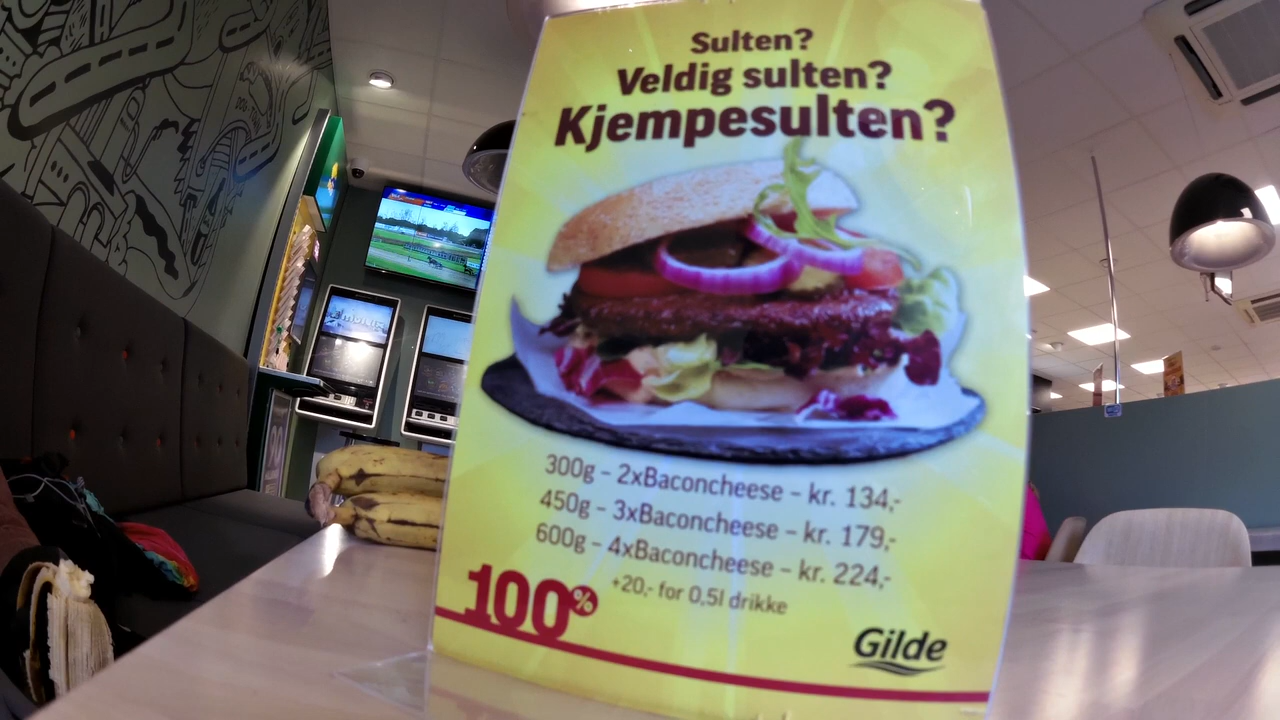 Sulten?
Veldig sulten?
Kjempesulten?
300g – 2xBaconcheese – kr. 134,-
450g – 3xBaconcheese – kr. 179,-
600g – 4xBaconcheese – kr. 224,-
+20,- for 0,5l drikke
100%
Gilde